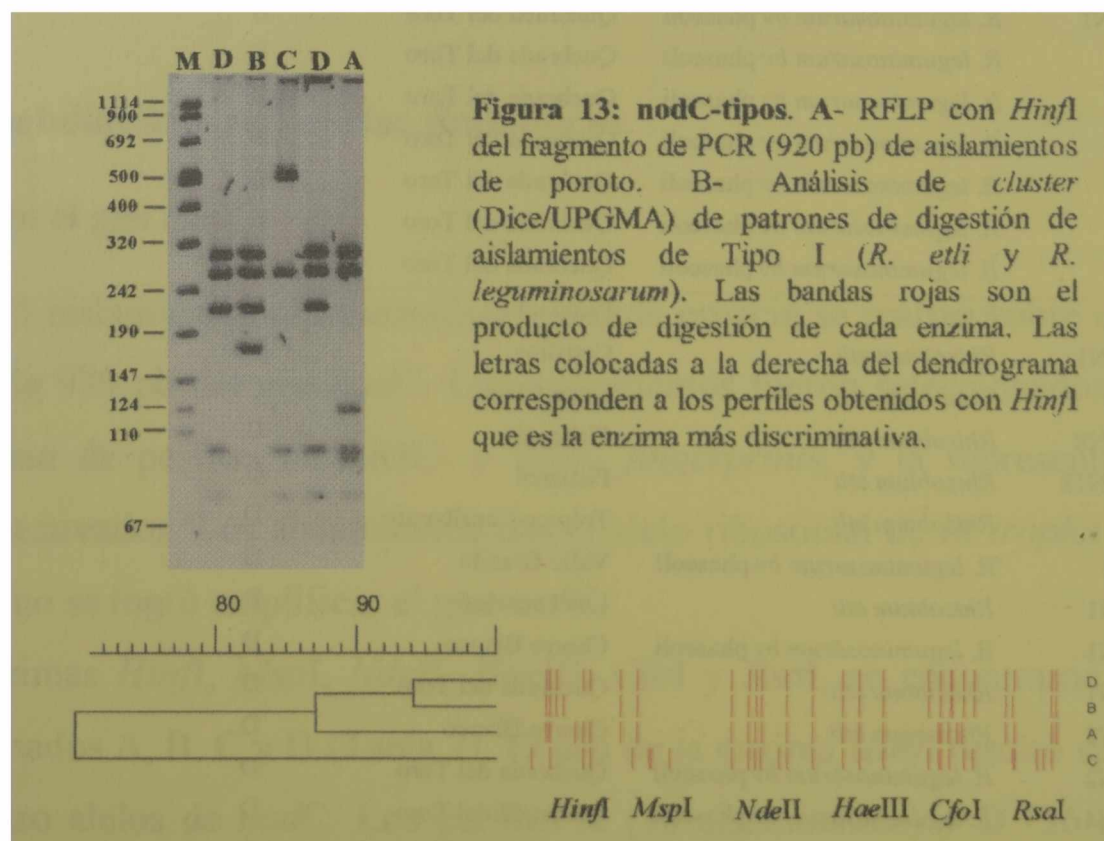 M D B C D A
1114
900
692
500
400
320
242
190
147
124
110
67
Figura 13: nodC-tipos. A- RFLP con HinfI
del fragmento de PCR (920 pb) de aislamientos
de poroto. B- Análisis de cluster
(Dice/UPGMA) de patrones de digestión de
aislamientos de Tipo I (R. etli y R.
leguminosarum). Las bandas rojas son el
producto de digestión de cada enzima. Las
letras colocadas a la derecha del dendrograma
corresponden a los perfiles obtenidos con HinfI
que es la enzima más discriminativa.
80 90
D
B
A
C
HinfI MspI NdeII HaeIII CfoI RsaI